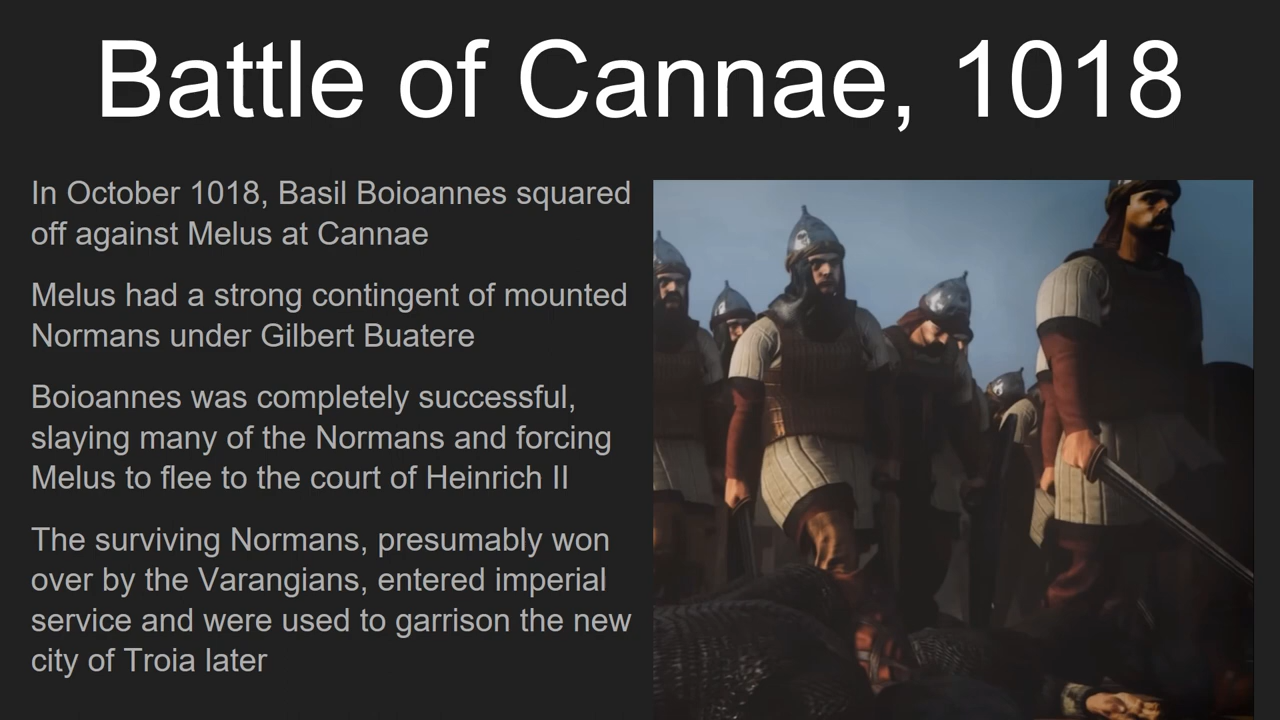 Battle of Cannae, 1018
In October 1018, Basil Boioannes squared
off against Melus at Cannae
Melus had a strong contingent of mounted
Normans under Gilbert Buatere
Boioannes was completely successful,
slaying many of the Normans and forcing
Melus to flee to the court of Heinrich II
The surviving Normans, presumably won
over by the Varangians, entered imperial
service and were used to garrison the new
city of Troia later